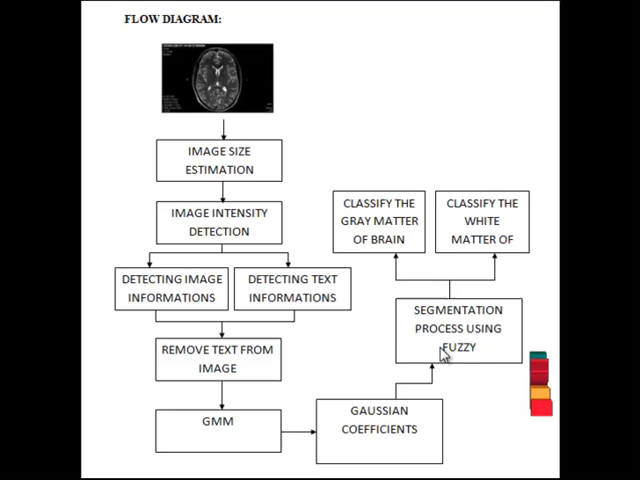 FLOW DIAGRAM:
IMAGE SIZE
ESTIMATION
IMAGE INTENSITY
DETECTION
DETECTING IMAGE
INFORMATIONS
DETECTING TEXT
INFORMATIONS
REMOVE TEXT FROM
IMAGE
GMM
GAUSSIAN
COEFFICIENTS
SEGMENTATION
PROCESS USING
FUZZY
CLASSIFY THE
GRAY MATTER
OF BRAIN
CLASSIFY THE
WHITE
MATTER OF